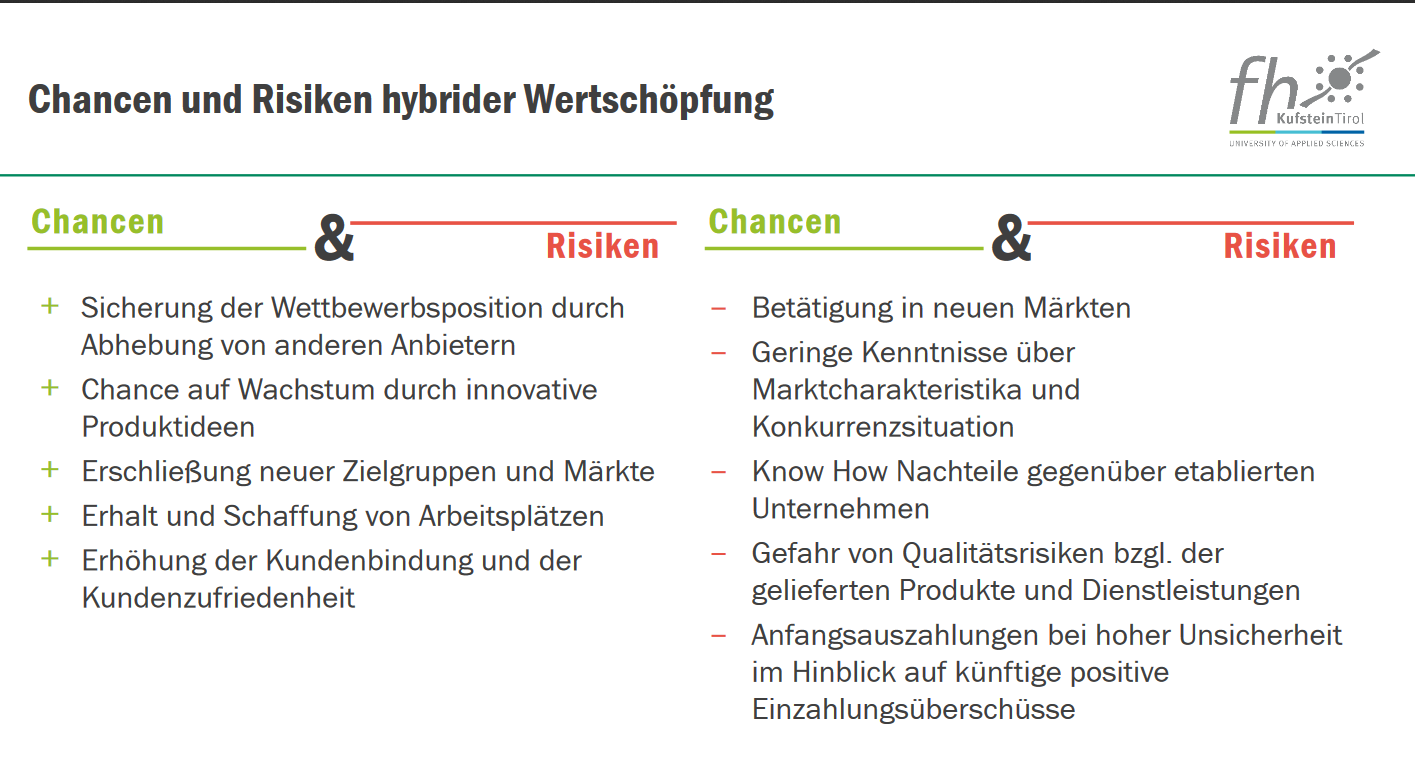 Chancen und Risiken hybrider Wertschöpfung
fh
KufsteinTirol
UNIVERSITY OF APPLIED SCIENCES
Chancen
&
Risiken
+ Sicherung der Wettbewerbsposition durch
Abhebung von anderen Anbietern
+ Chance auf Wachstum durch innovative
Produktideen
+ Erschließung neuer Zielgruppen und Märkte
+ Erhalt und Schaffung von Arbeitsplätzen
+ Erhöhung der Kundenbindung und der
Kundenzufriedenheit
Chancen
&
Risiken
– Betätigung in neuen Märkten
– Geringe Kenntnisse über
Marktcharakteristika und
Konkurrenzsituation
– Know How Nachteile gegenüber etablierten
Unternehmen
– Gefahr von Qualitätsrisiken bzgl. der
gelieferten Produkte und Dienstleistungen
– Anfangsauszahlungen bei hoher Unsicherheit
im Hinblick auf künftige positive
Einzahlungsüberschüsse